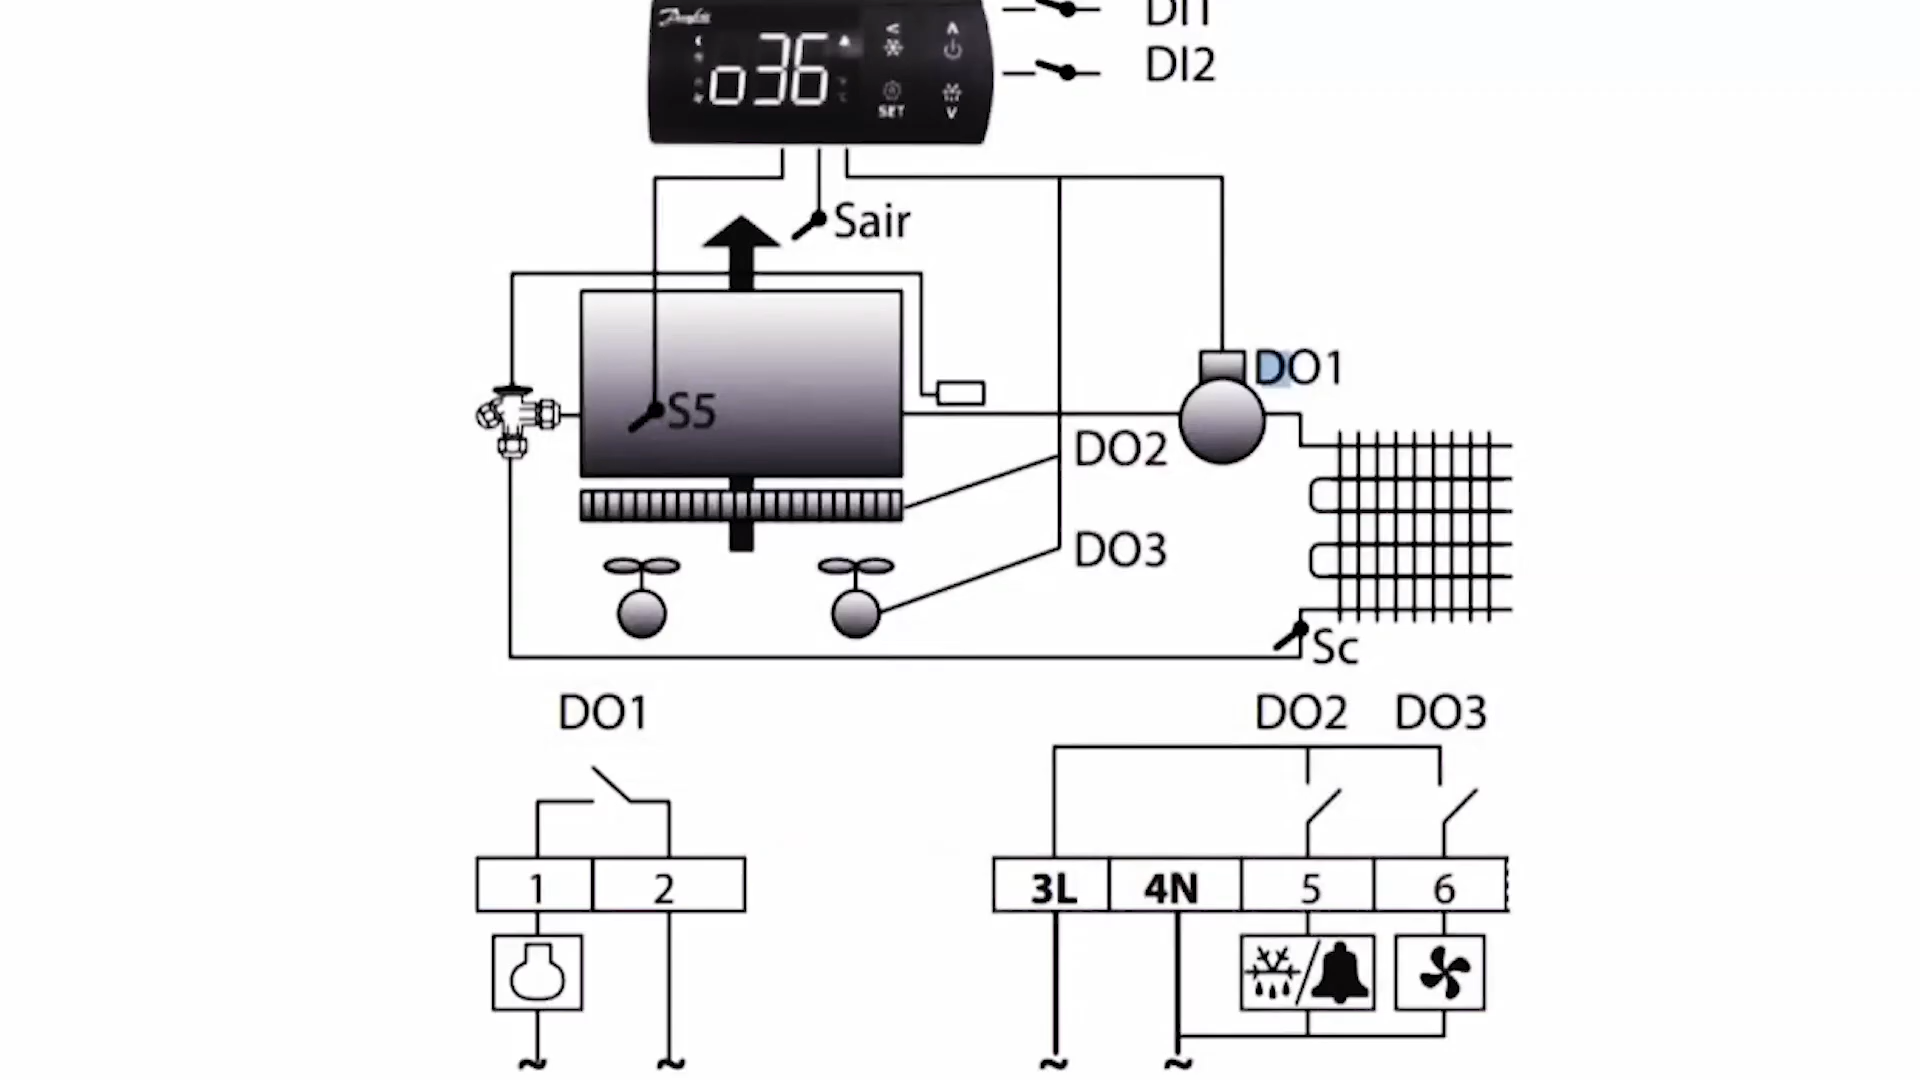 Danfoss
DI1
o36
SET
DI2
Sair
DO1
S5
DO2
DO3
Sc
DO1
DO2 DO3
1 2
3L 4N 5 6
~ ~ ~ ~